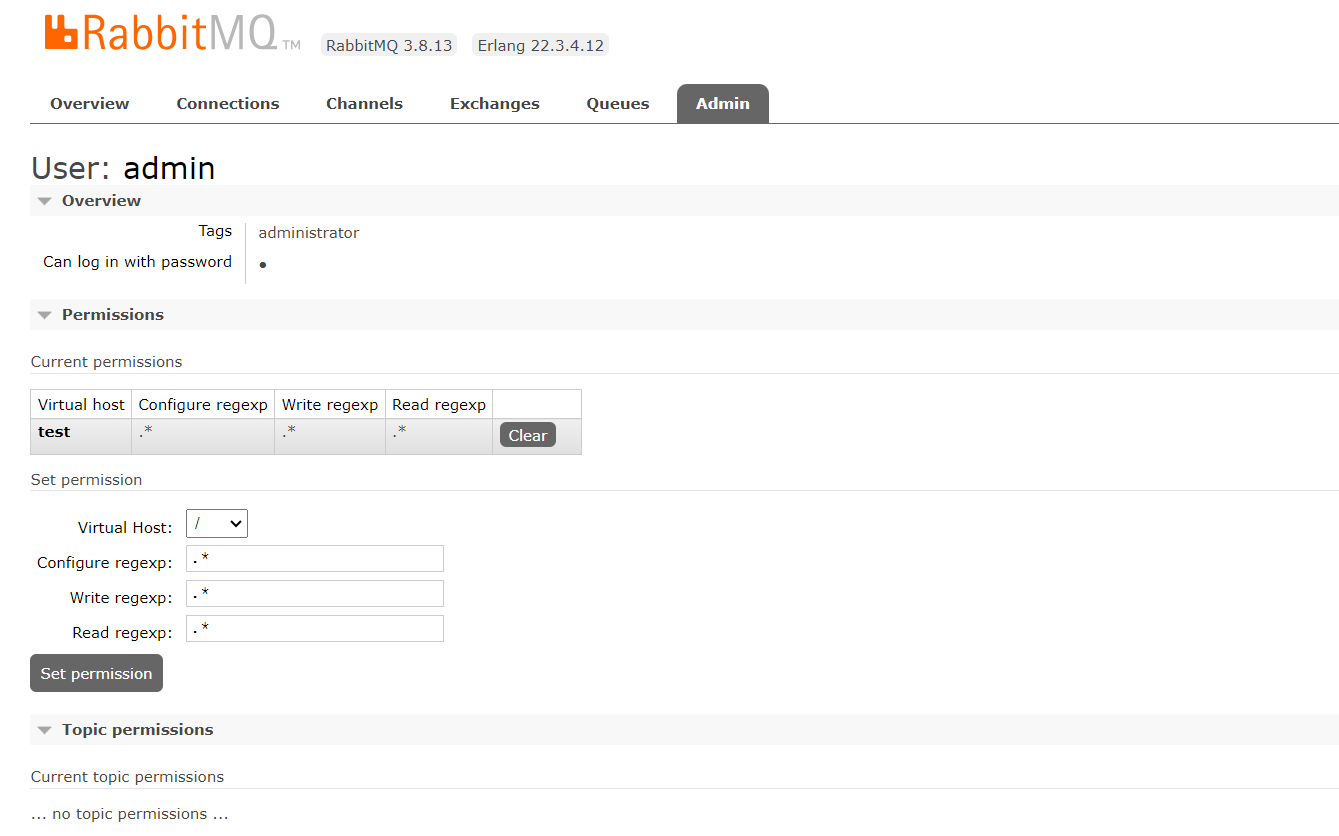 RabbitMQ TM RabbitMQ 3.8.13 Erlang 22.3.4.12
Overview Connections Channels Exchanges Queues Admin
User: admin
Overview
Tags administrator
Can log in with password •
Permissions
Current permissions
Virtual host Configure regexp Write regexp Read regexp
test .* .* .* Clear
Set permission
Virtual Host: /
Configure regexp: .*
Write regexp: .*
Read regexp: .*
Set permission
Topic permissions
Current topic permissions
... no topic permissions ...